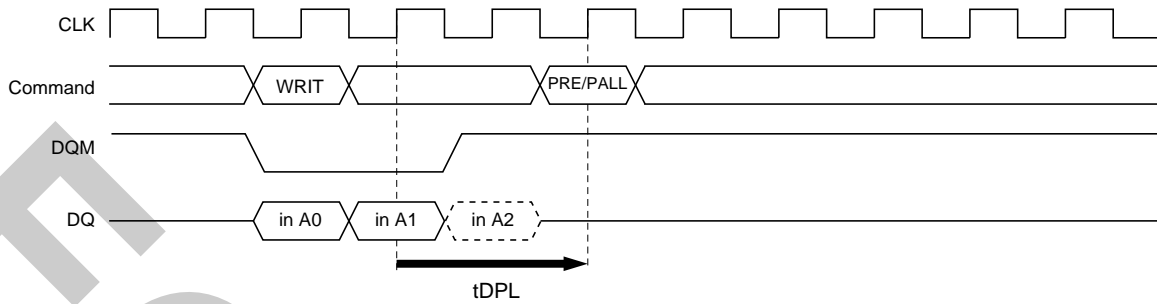 CLK
Command WRIT PRE/PALL
DQM
DQ in A0 in A1 in A2
tDPL